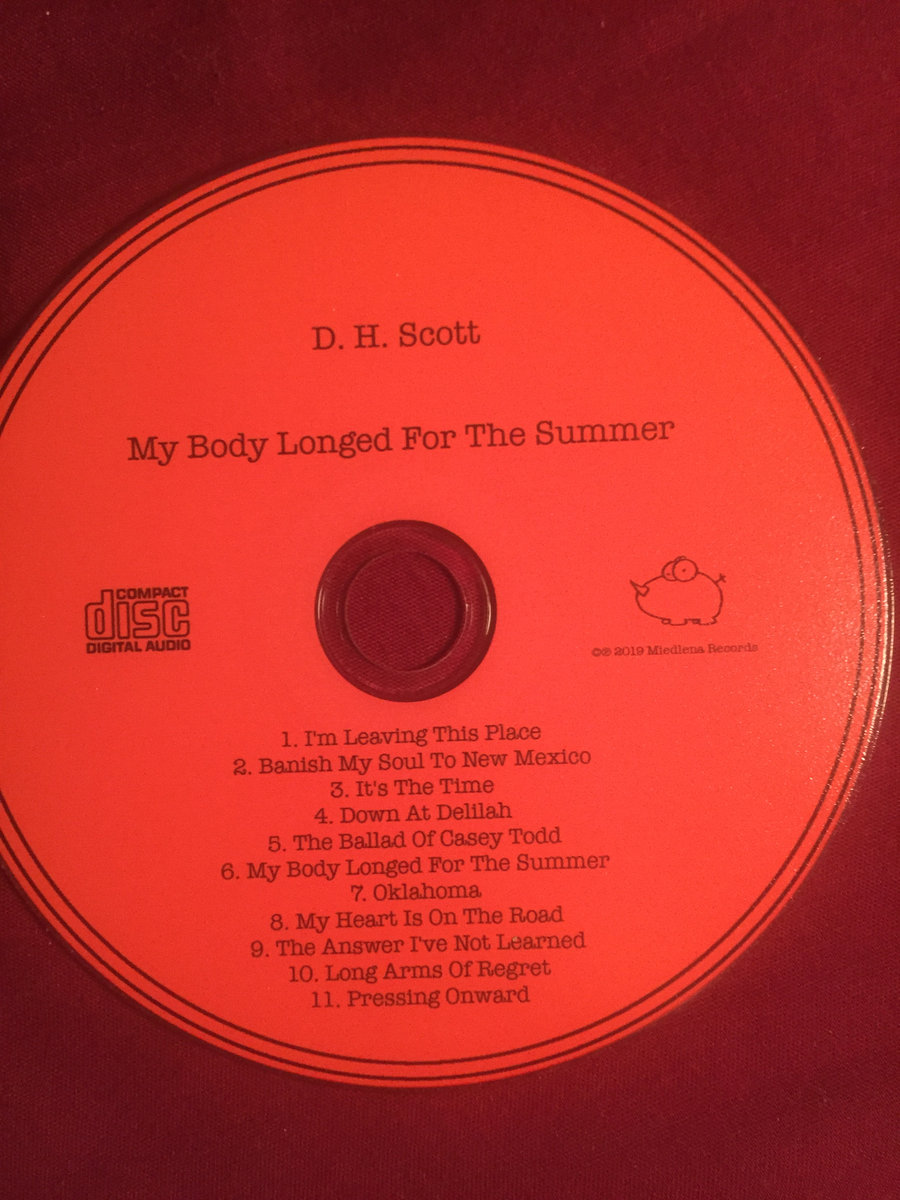 D. H. Scott
My Body Longed For The Summer
COMPACT
disc
DIGITAL AUDIO
©℗ 2019 Miedlena Records
1. I'm Leaving This Place
2. Banish My Soul To New Mexico
3. It's The Time
4. Down At Delilah
5. The Ballad Of Casey Todd
6. My Body Longed For The Summer
7. Oklahoma
8. My Heart Is On The Road
9. The Answer I've Not Learned
10. Long Arms Of Regret
11. Pressing Onward